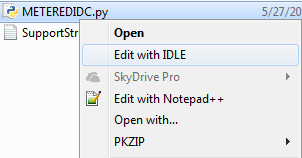 METEREDIDC.py 5/27/20
SupportStr
Open
Edit with IDLE
SkyDrive Pro
Edit with Notepad++
Open with...
PKZIP